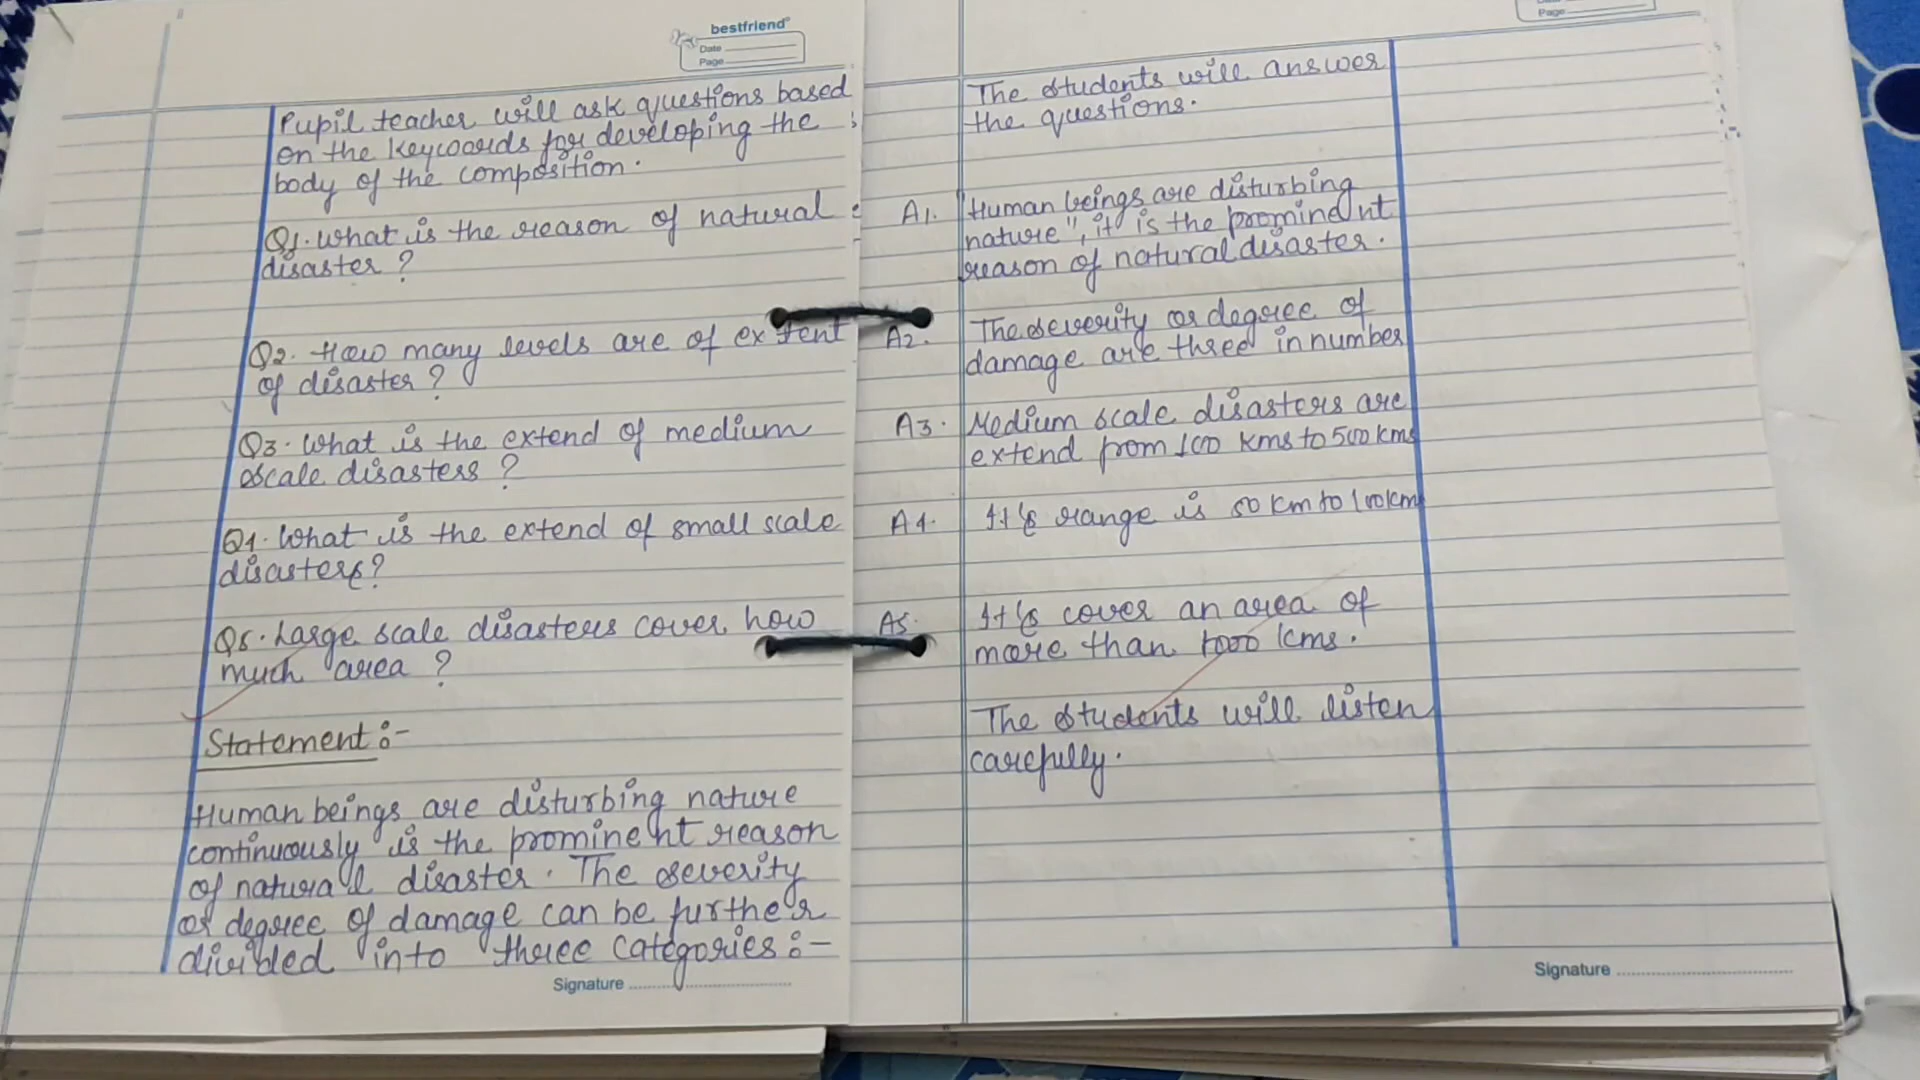 bestfriend
Date
Page
Pupil teacher will ask questions based
on the keywords for developing the
body of the composition.
Q1. What is the reason of natural
disaster ?
Q2. How many levels are of extent
of disaster ?
Q3. What is the extend of medium
scale disasters ?
Q4. What is the extend of small scale
disasters?
Q5. Large scale disasters cover how
much area ?
Statement :-
Human beings are disturbing nature
continuously is the prominent reason
of natural disaster. The severity
or degree of damage can be further
divided into three categories :-
Signature
Page
The students will answer
the questions.
A1. "Human beings are disturbing
nature", it is the prominent
reason of natural disaster.
A2. The severity or degree of
damage are three in number
A3. Medium scale disasters are
extend from 100 kms to 500 kms
A4. It's range is 50 km to 100 km
A5. It's cover an area of
more than 1000 kms.
The students will listen
carefully.
Signature